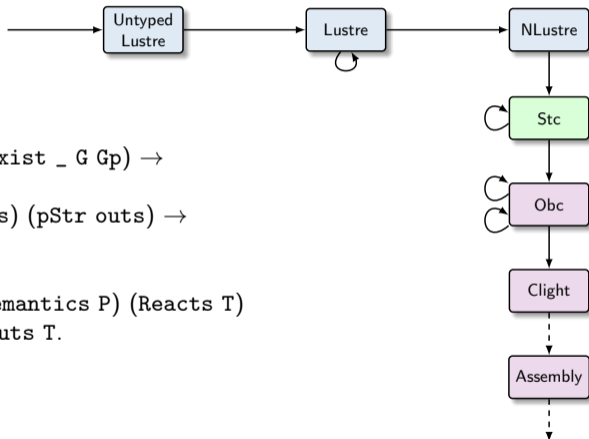 Untyped
Lustre
Lustre
NLustre
Stc
xist _ G Gp) →
Obc
s) (pStr outs) →
Clight
emantics P) (Reacts T)
uts T.
Assembly